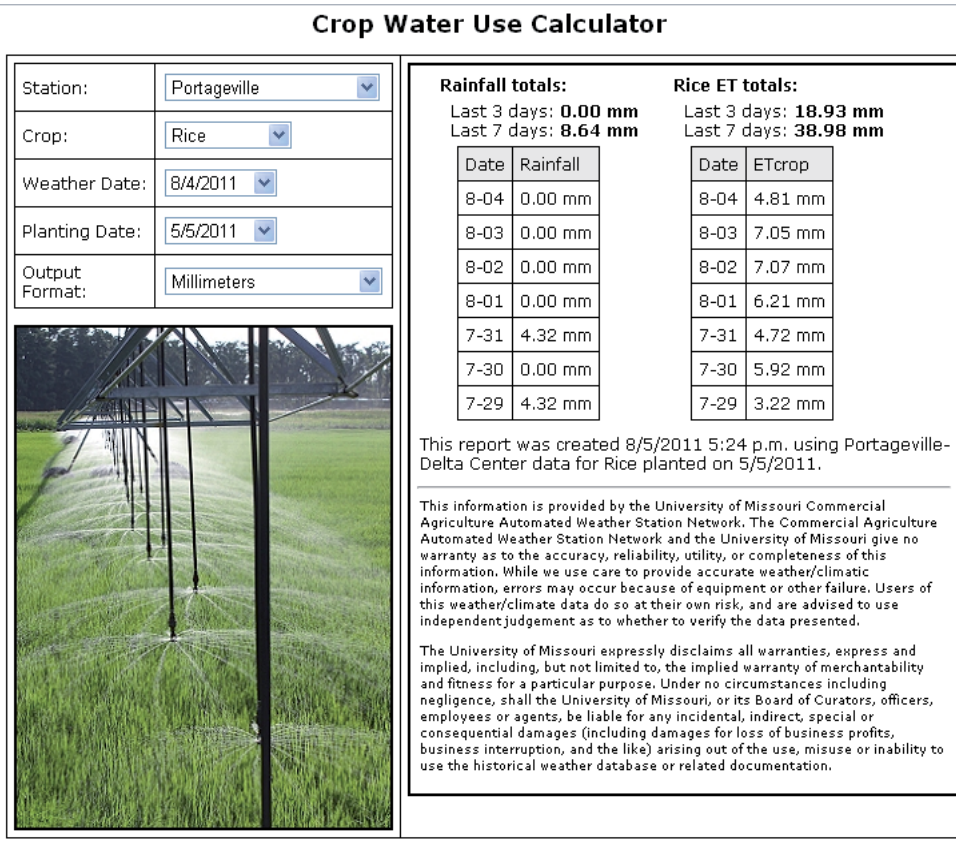 Crop Water Use Calculator
Station: Portageville
Crop: Rice
Weather Date: 8/4/2011
Planting Date: 5/5/2011
Output
Format: Millimeters
Rainfall totals:
Last 3 days: 0.00 mm
Last 7 days: 8.64 mm
Date Rainfall
8-04 0.00 mm
8-03 0.00 mm
8-02 0.00 mm
8-01 0.00 mm
7-31 4.32 mm
7-30 0.00 mm
7-29 4.32 mm
Rice ET totals:
Last 3 days: 18.93 mm
Last 7 days: 38.98 mm
Date ETcrop
8-04 4.81 mm
8-03 7.05 mm
8-02 7.07 mm
8-01 6.21 mm
7-31 4.72 mm
7-30 5.92 mm
7-29 3.22 mm
This report was created 8/5/2011 5:24 p.m. using Portageville-
Delta Center data for Rice planted on 5/5/2011.
This information is provided by the University of Missouri Commercial
Agriculture Automated Weather Station Network. The Commercial Agriculture
Automated Weather Station Network and the University of Missouri give no
warranty as to the accuracy, reliability, utility, or completeness of this
information. While we use care to provide accurate weather/climatic
information, errors may occur because of equipment or other failure. Users of
this weather/climate data do so at their own risk, and are advised to use
independent judgement as to whether to verify the data presented.
The University of Missouri expressly disclaims all warranties, express and
implied, including, but not limited to, the implied warranty of merchantability
and fitness for a particular purpose. Under no circumstances including
negligence, shall the University of Missouri, or its Board of Curators, officers,
employees or agents, be liable for any incidental, indirect, special or
consequential damages (including damages for loss of business profits,
business interruption, and the like) arising out of the use, misuse or inability to
use the historical weather database or related documentation.